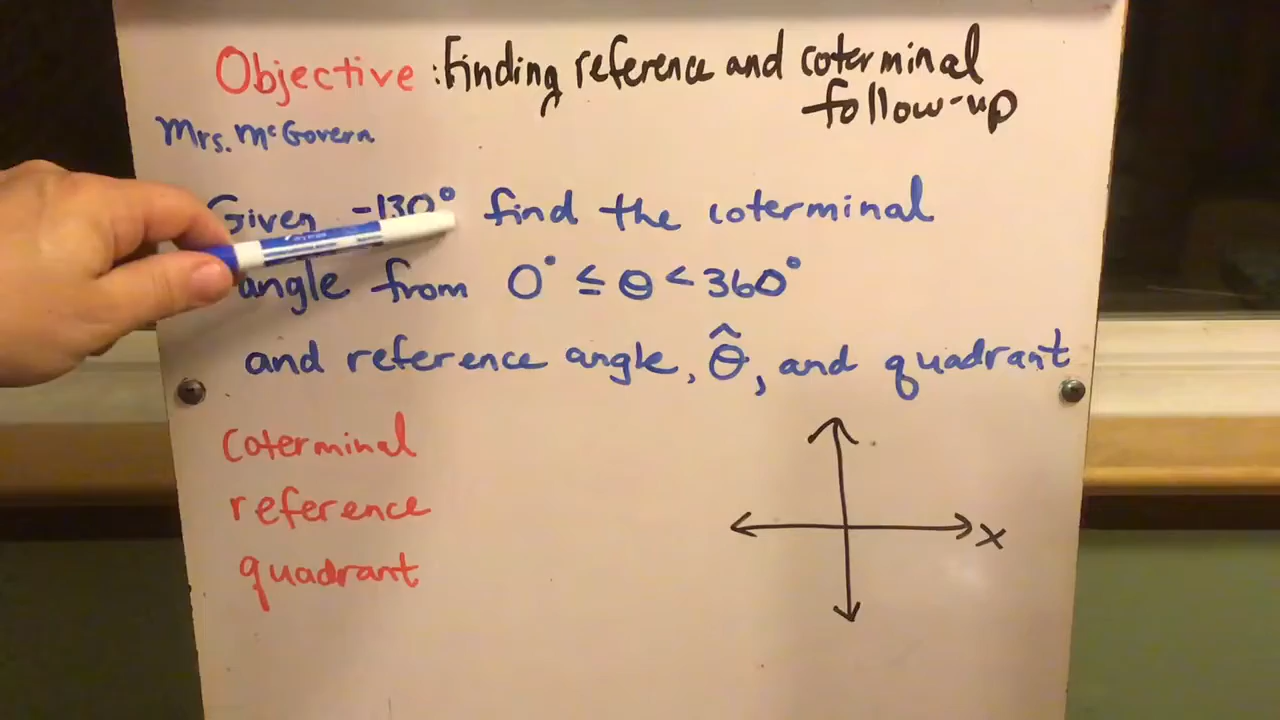 Objective: Finding reference and coterminal
follow-up
Mrs. McGovern
Given -130° find the coterminal
angle from 0° ≤ θ < 360°
and reference angle, θ̂, and quadrant
coterminal
reference
quadrant
x